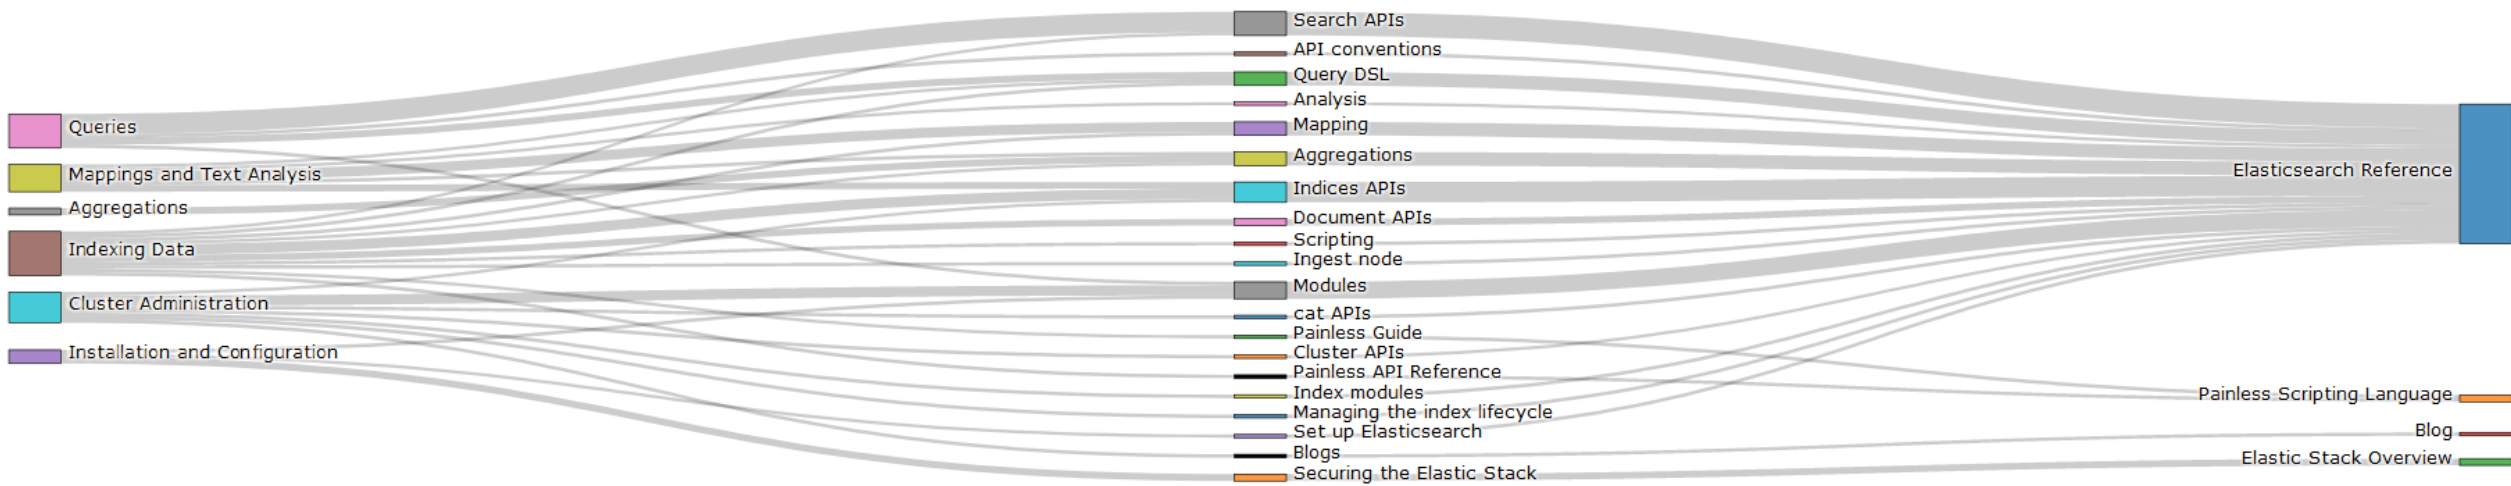 Queries
Mappings and Text Analysis
Aggregations
Indexing Data
Cluster Administration
Installation and Configuration
Search APIs
API conventions
Query DSL
Analysis
Mapping
Aggregations
Indices APIs
Document APIs
Scripting
Ingest node
Modules
cat APIs
Painless Guide
Cluster APIs
Painless API Reference
Index modules
Managing the index lifecycle
Set up Elasticsearch
Blogs
Securing the Elastic Stack
Elasticsearch Reference
Painless Scripting Language
Blog
Elastic Stack Overview